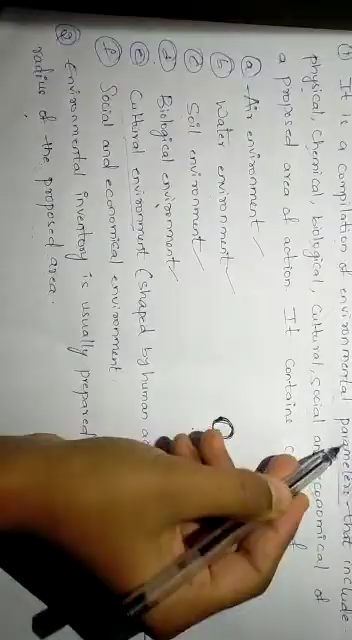 ① It is a compilation of environmental parameters that include
physical, chemical, biological, cultural, social an economical of
a proposed area of action. It contains
ⓐ Air environment
ⓑ Water environment
ⓒ Soil environment
ⓓ Biological environment
ⓔ Cultural environment (shaped by human
ⓕ Social and economical environment.
② Environmental inventory is usually prepared
radius of the proposed area.